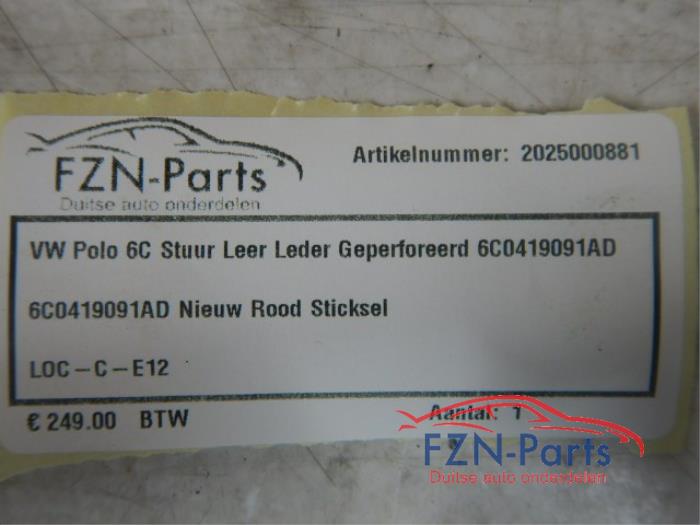 FZN-Parts
Duitse auto onderdelen
Artikelnummer: 2025000881
VW Polo 6C Stuur Leer Leder Geperforeerd 6C0419091AD
6C0419091AD Nieuw Rood Sticksel
LOC-C-E12
€ 249.00 BTW
Aantal: 1
FZN-Parts
Duitse auto onderdelen